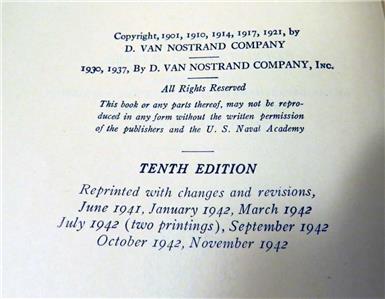 Copyright, 1901, 1910, 1914, 1917, 1921, by
D. VAN NOSTRAND COMPANY
1930, 1937, By D. VAN NOSTRAND COMPANY, Inc.
All Rights Reserved
This book or any parts thereof, may not be repro-
duced in any form without the written permission
of the publishers and the U. S. Naval Academy
TENTH EDITION
Reprinted with changes and revisions,
June 1941, January 1942, March 1942
July 1942 (two printings), September 1942
October 1942, November 1942